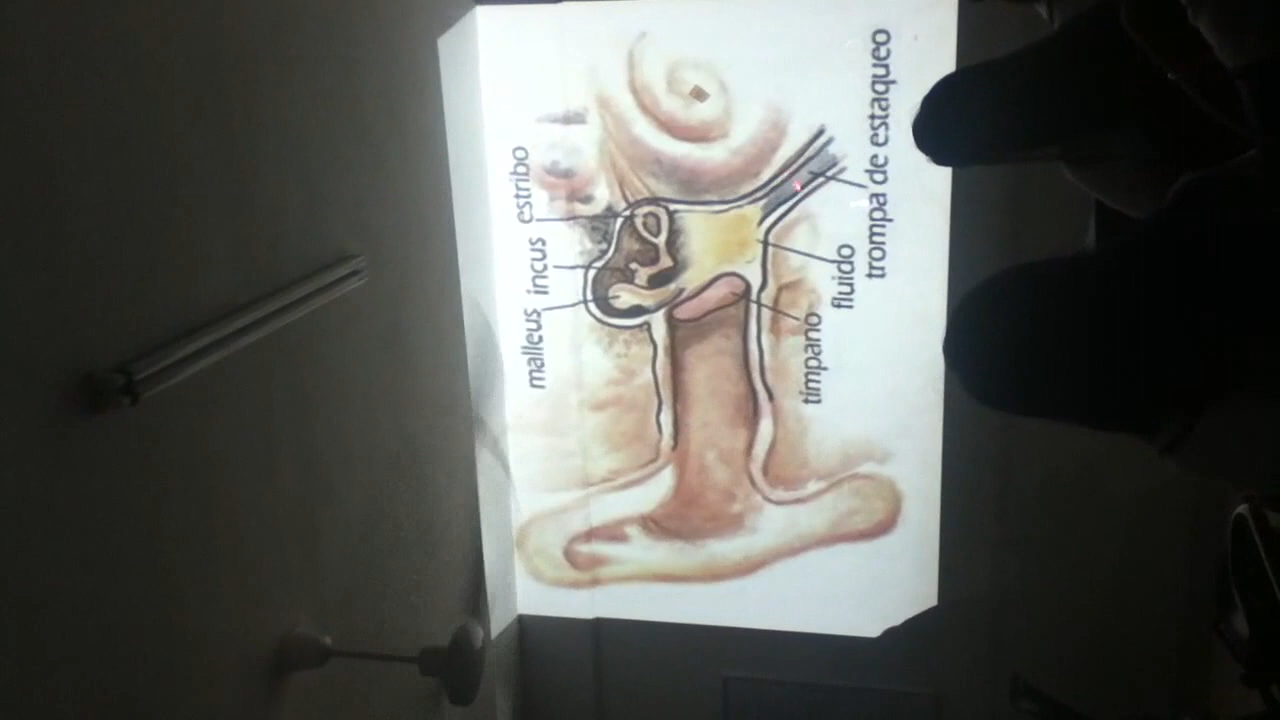 malleus
incus
estribo
tímpano
fluido
trompa de estaqueo